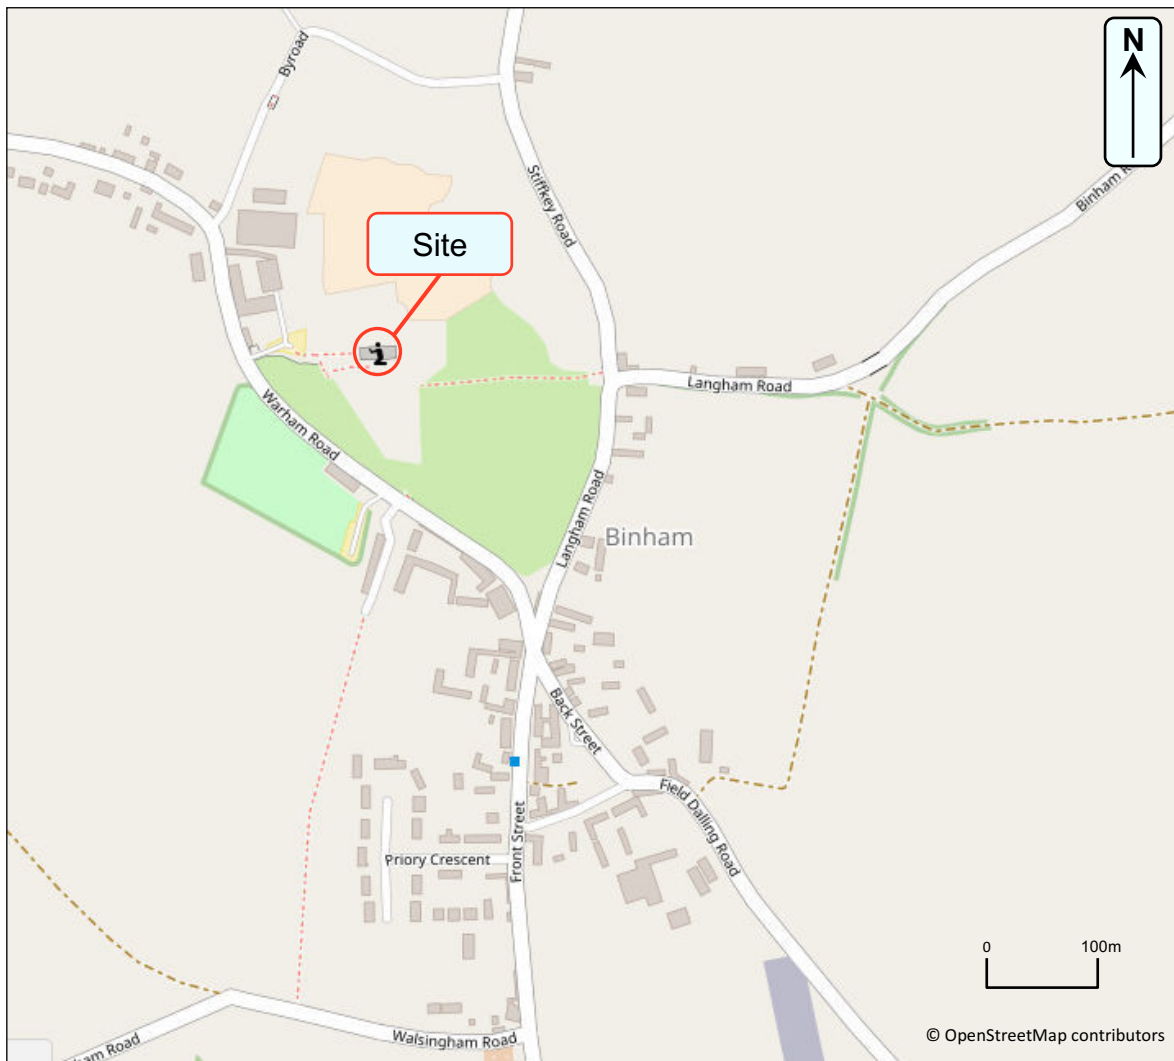 N
Byroad
Stiffkey Road
Site
Binham R
Langham Road
Warham Road
Langham Road
Binham
Back Street
Front Street
Field Dalling Road
Priory Crescent
0 100m
Walsingham Road
ham Road
© OpenStreetMap contributors